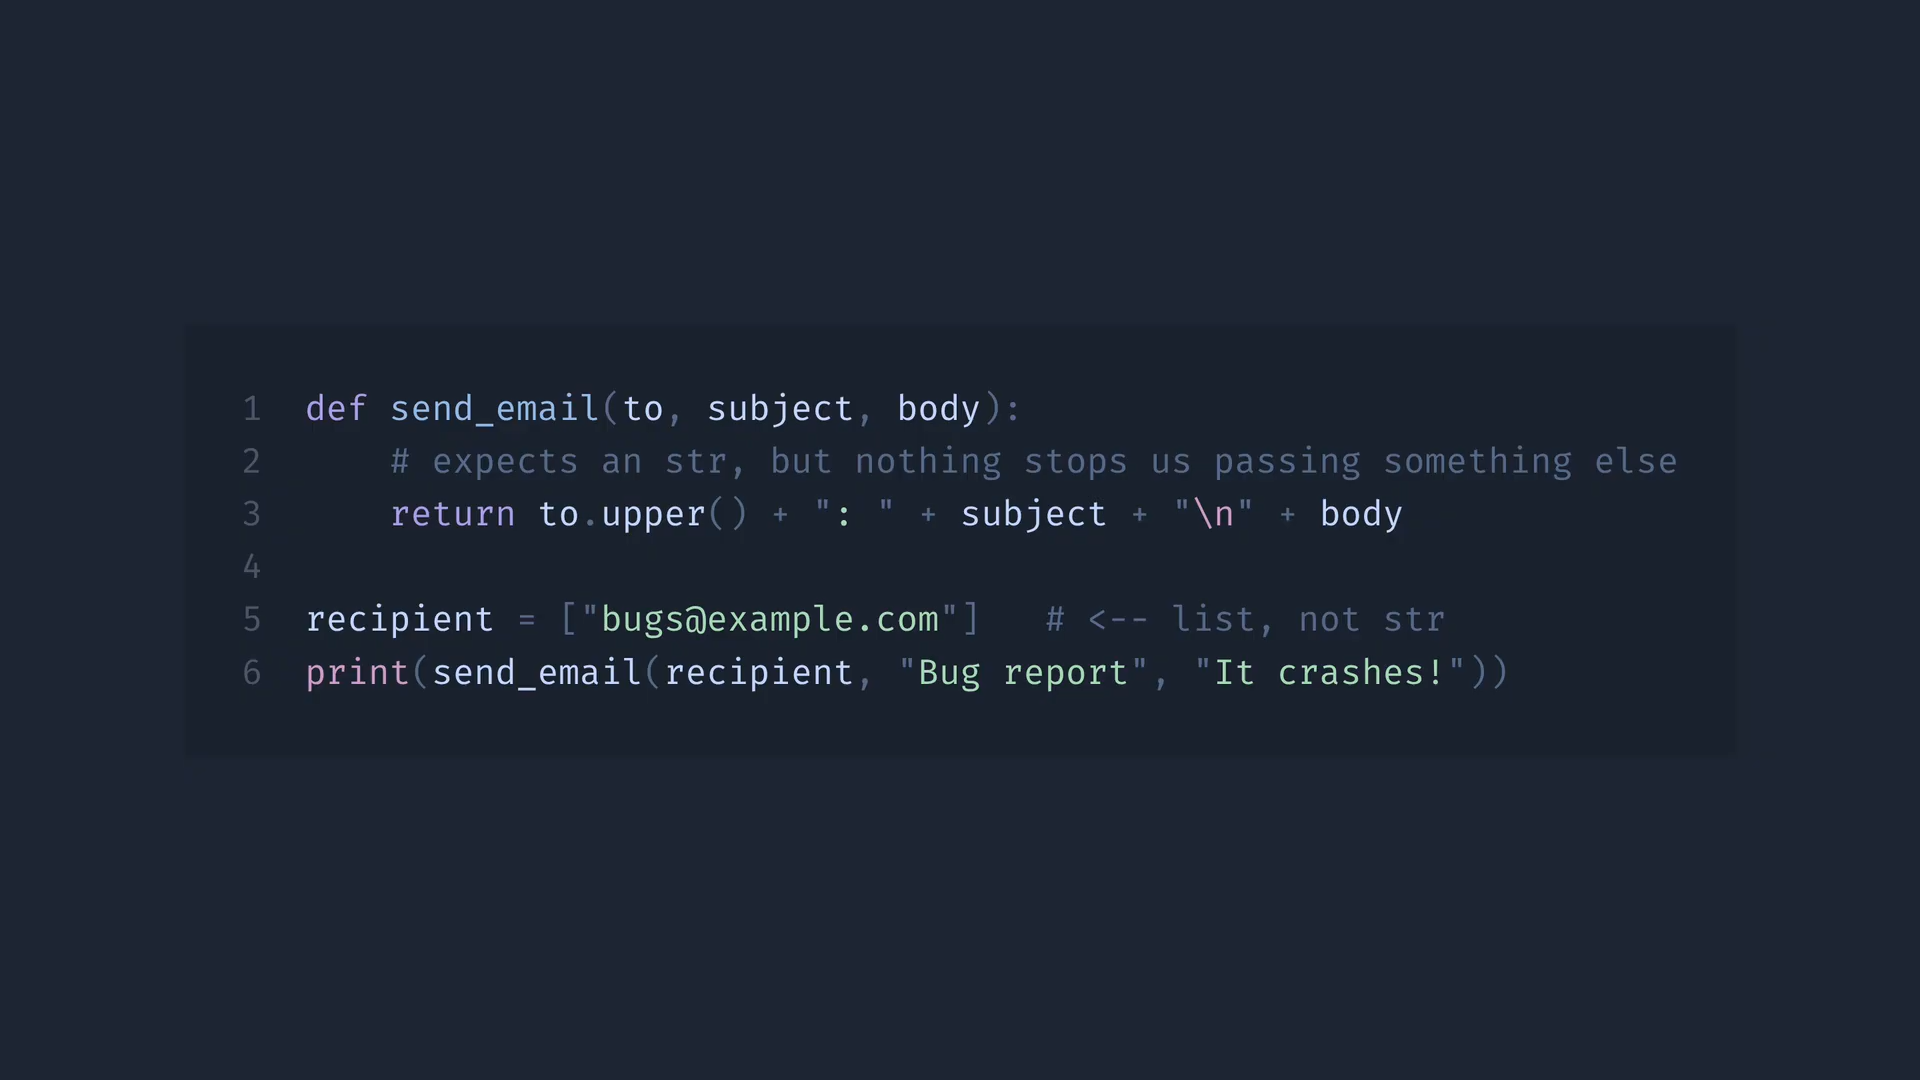 1 def send_email(to, subject, body):
2     # expects an str, but nothing stops us passing something else
3     return to.upper() + ": " + subject + "\n" + body
4
5 recipient = ["bugs@example.com"]   # <-- list, not str
6 print(send_email(recipient, "Bug report", "It crashes!"))